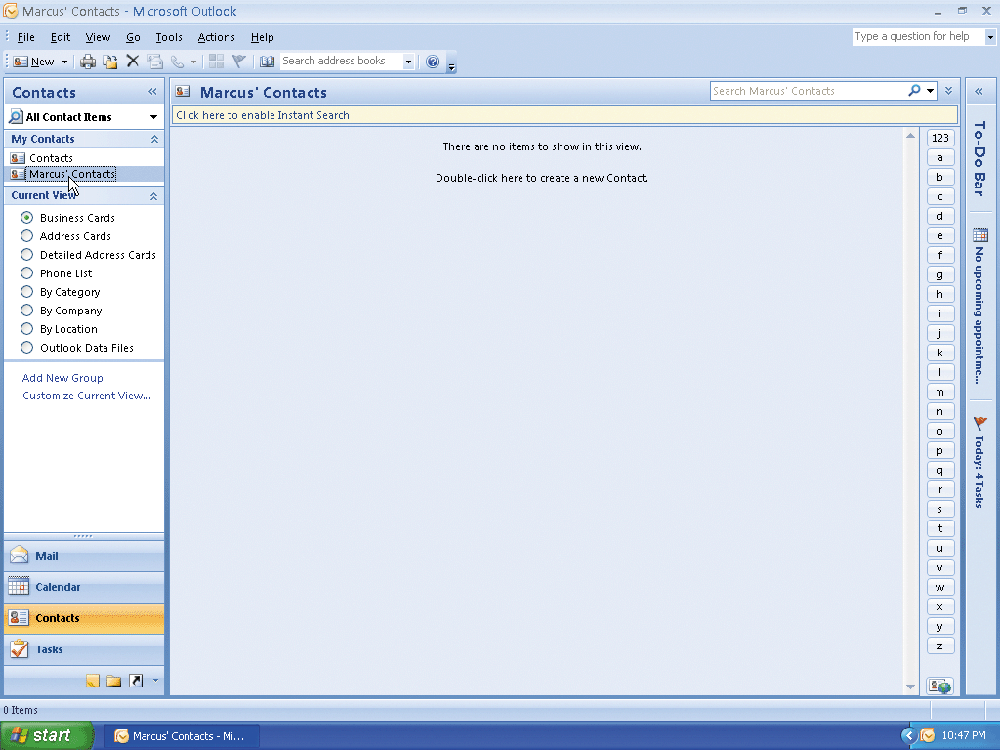 Marcus' Contacts - Microsoft Outlook
File Edit View Go Tools Actions Help
Type a question for help
New
Search address books
Contacts
All Contact Items
My Contacts
Contacts
Marcus' Contacts
Current View
Business Cards
Address Cards
Detailed Address Cards
Phone List
By Category
By Company
By Location
Outlook Data Files
Add New Group
Customize Current View...
Mail
Calendar
Contacts
Tasks
Marcus' Contacts
Search Marcus' Contacts
Click here to enable Instant Search
There are no items to show in this view.
Double-click here to create a new Contact.
123
a
b
c
d
e
f
g
h
i
j
k
l
m
n
o
p
q
r
s
t
u
v
w
x
y
z
To-Do Bar
No upcoming appointme...
Today: 4 Tasks
0 Items
start
Marcus' Contacts - Mi...
10:47 PM